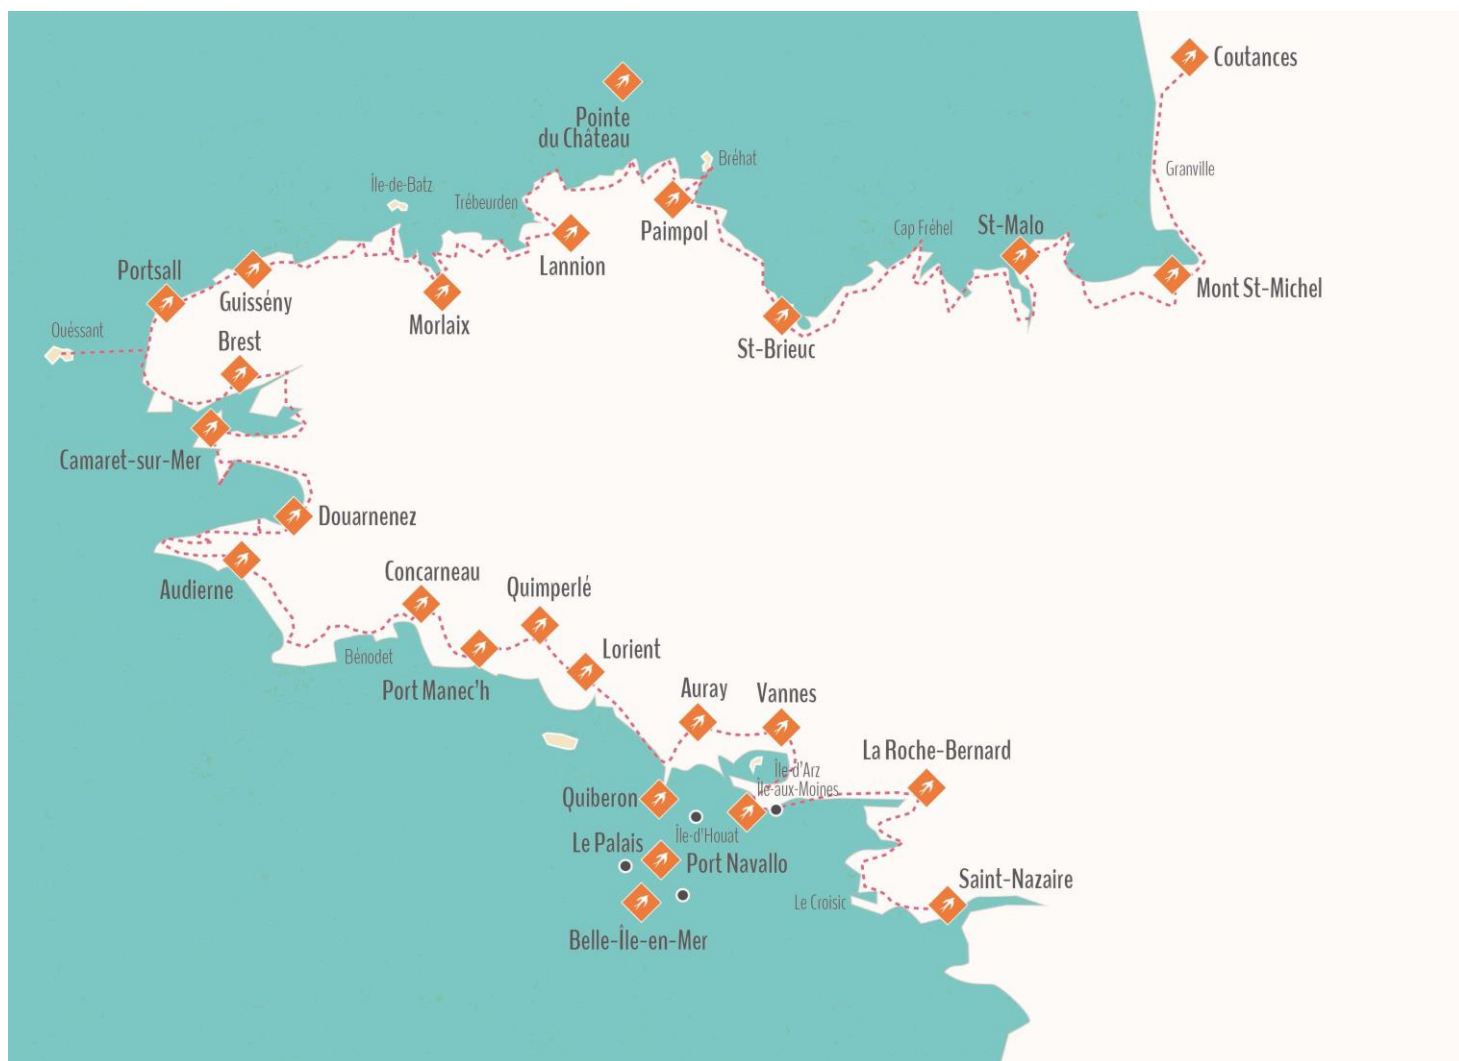 Coutances
Pointe
du Château
Bréhat
Granville
Île-de-Batz
Trébeurden
Cap Fréhel
St-Malo
Paimpol
Lannion
Portsall
Guissény
Mont St-Michel
Morlaix
Ouéssant
Brest
St-Brieuc
Camaret-sur-Mer
Douarnenez
Concarneau
Audierne
Quimperlé
Bénodet
Lorient
Port Manec'h
Auray
Vannes
La Roche-Bernard
Île-d'Arz
Île-aux-Moines
Quiberon
Île-d'Houat
Le Palais
Port Navallo
Saint-Nazaire
Le Croisic
Belle-Île-en-Mer